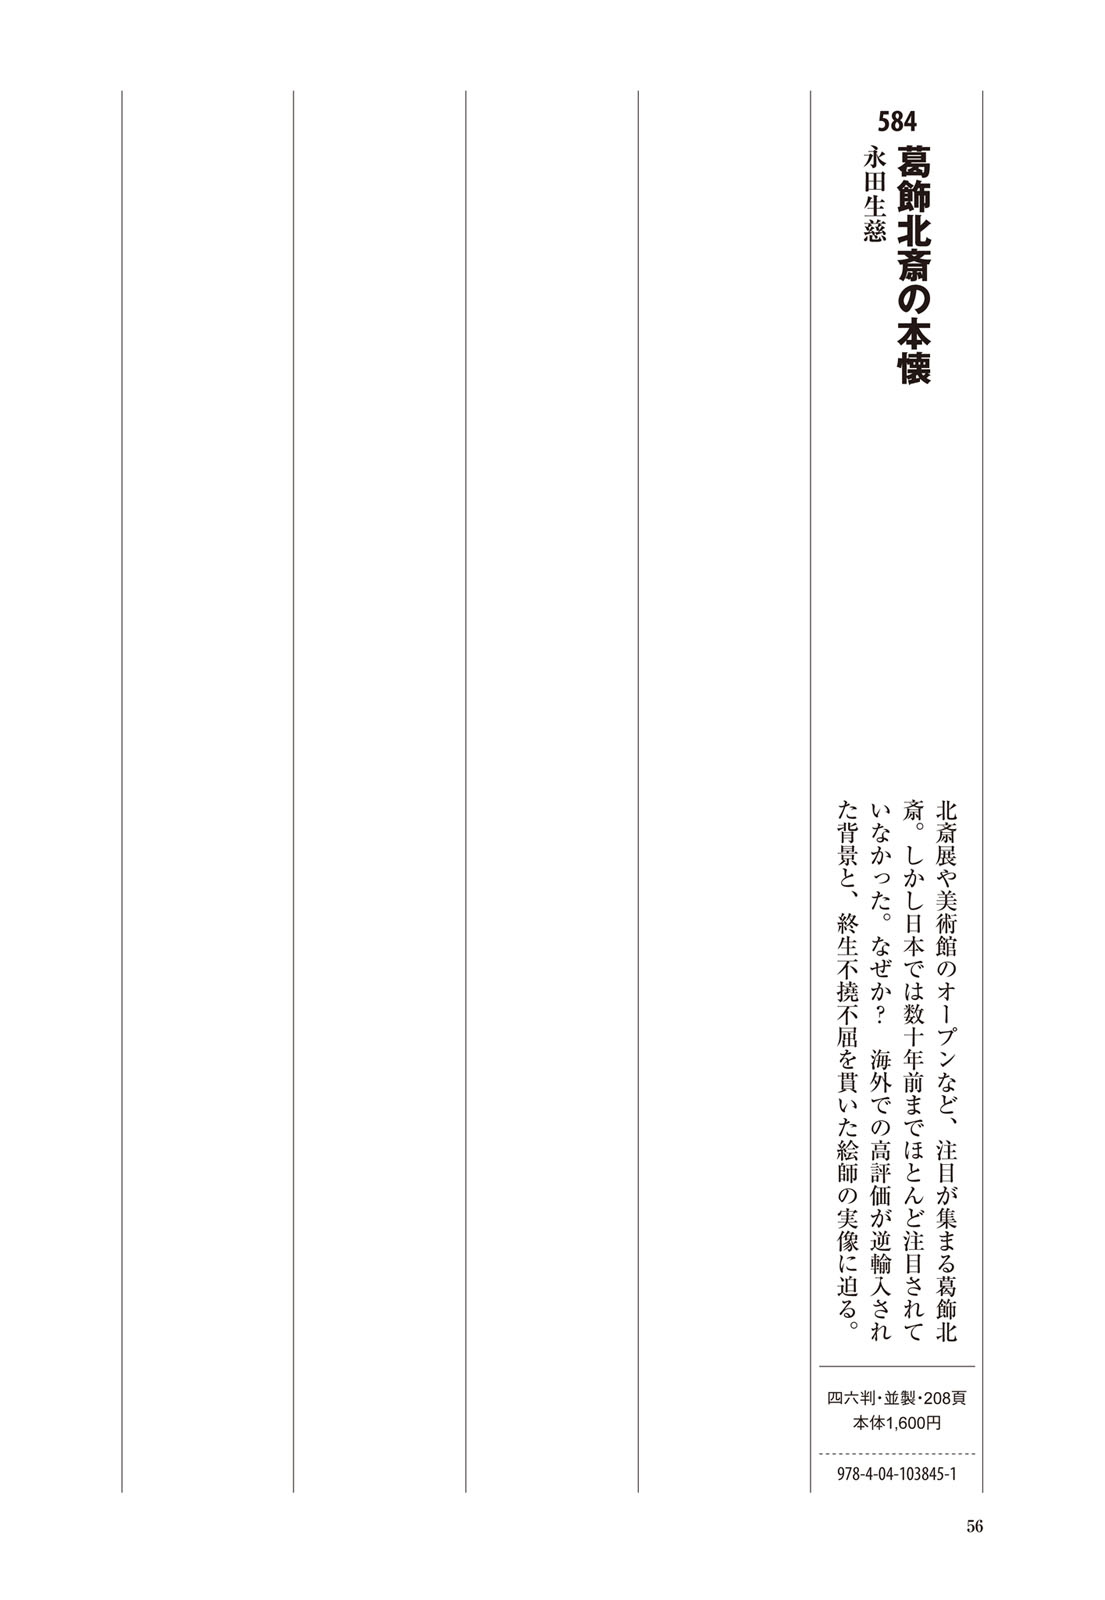 584
葛飾北斎の本懐
永田生慈
北斎展や美術館のオープンなど、注目が集まる葛飾北
斎。しかし日本では数十年前までほとんど注目されて
いなかった。なぜか?　海外での高評価が逆輸入され
た背景と、終生不撓不屈を貫いた絵師の実像に迫る。
四六判・並製・208頁
本体1,600円
978-4-04-103845-1
56